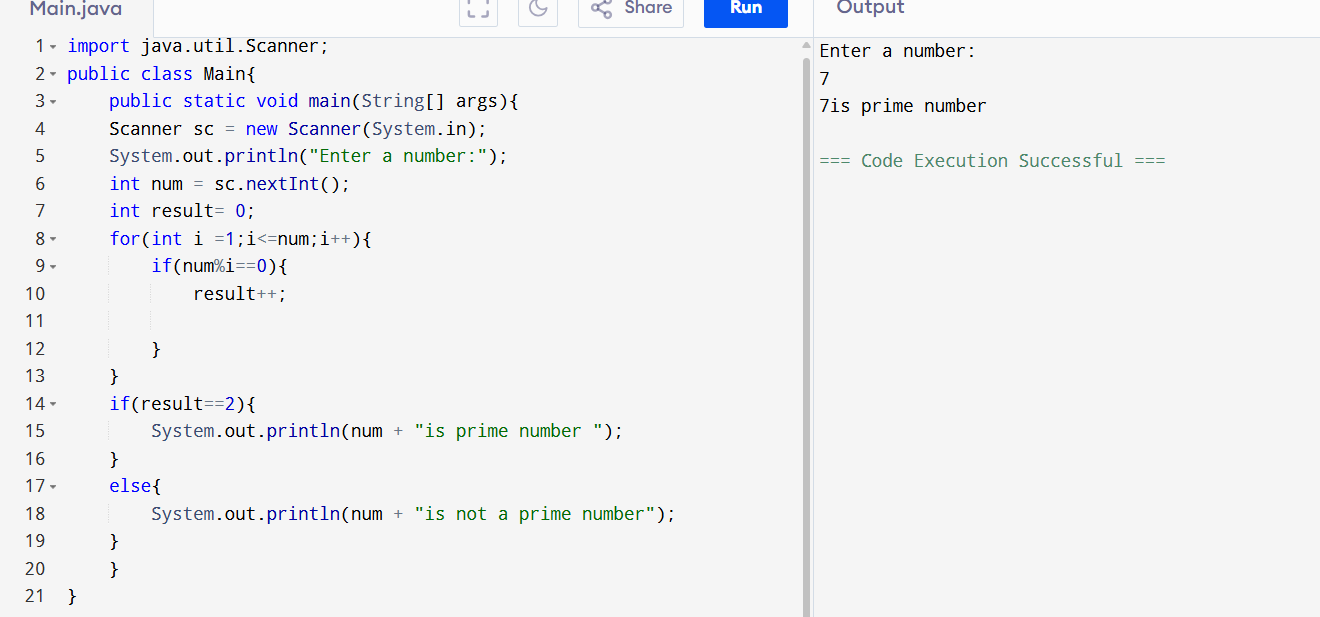 Main.java
Share
Run
Output
1 import java.util.Scanner;
2 public class Main{
3     public static void main(String[] args){
4     Scanner sc = new Scanner(System.in);
5     System.out.println("Enter a number:");
6     int num = sc.nextInt();
7     int result= 0;
8     for(int i =1;i<=num;i++){
9         if(num%i==0){
10             result++;
11
12         }
13     }
14     if(result==2){
15         System.out.println(num + "is prime number ");
16     }
17     else{
18         System.out.println(num + "is not a prime number");
19     }
20     }
21 }
Enter a number:
7
7is prime number
=== Code Execution Successful ===